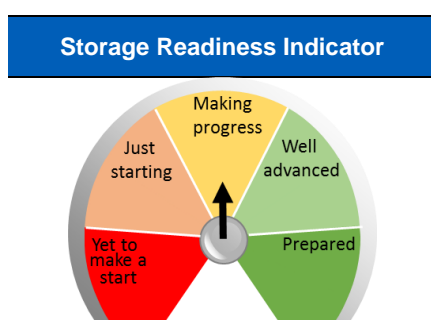 Storage Readiness Indicator
Making
progress
Just
starting
Well
advanced
Yet to
make a
start
Prepared